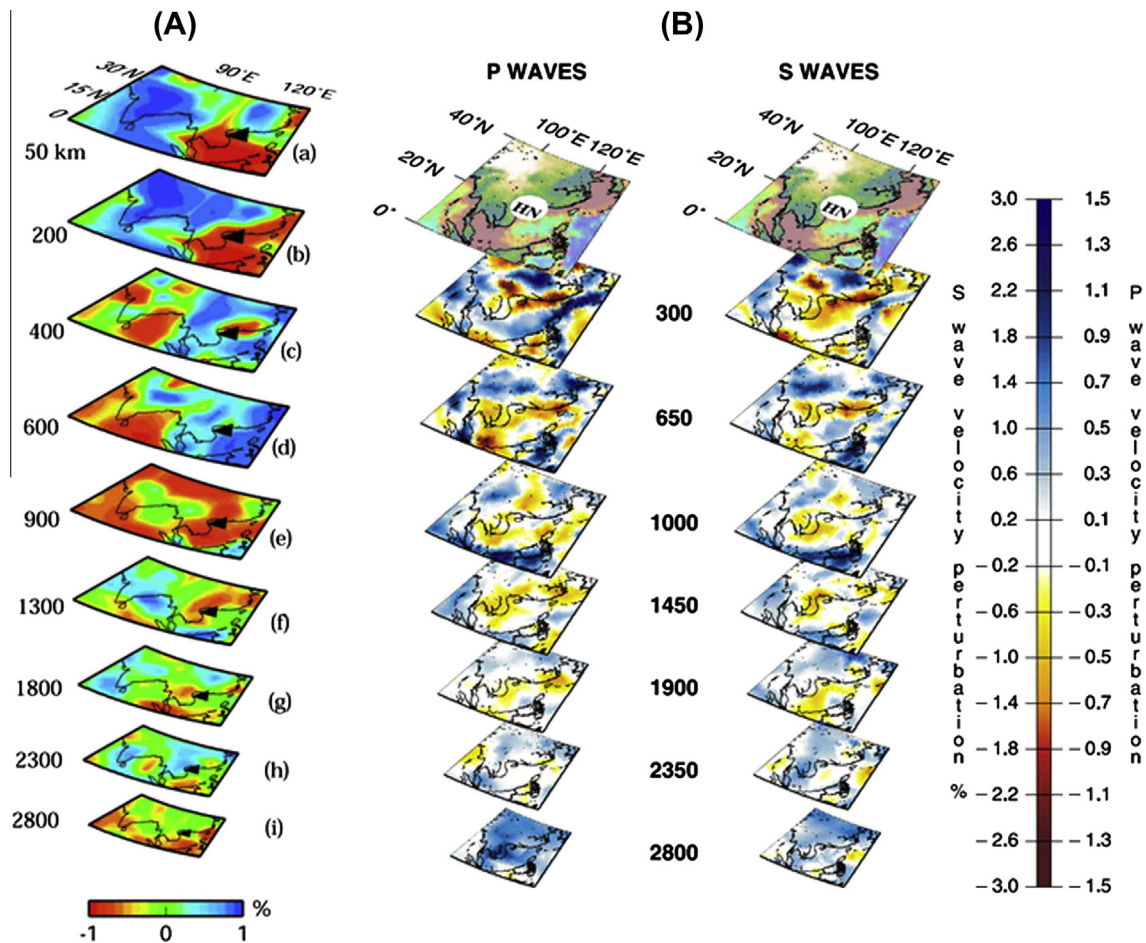 (A)
30°N
15°N
0°
90°E
120°E
50 km
(a)
200
(b)
400
(c)
600
(d)
900
(e)
1300
(f)
1800
(g)
2300
(h)
2800
(i)
%
-1 0 1
(B)
P WAVES
S WAVES
40°N
20°N
0°
100°E
120°E
HN
40°N
20°N
0°
100°E
120°E
HN
300
650
1000
1450
1900
2350
2800
S wave velocity perturbation %
3.0 1.5
2.6 1.3
2.2 1.1
1.8 0.9
1.4 0.7
1.0 0.5
0.6 0.3
0.2 0.1
−0.2 −0.1
−0.6 −0.3
−1.0 −0.5
−1.4 −0.7
−1.8 −0.9
−2.2 −1.1
−2.6 −1.3
−3.0 −1.5
P wave velocity perturbation